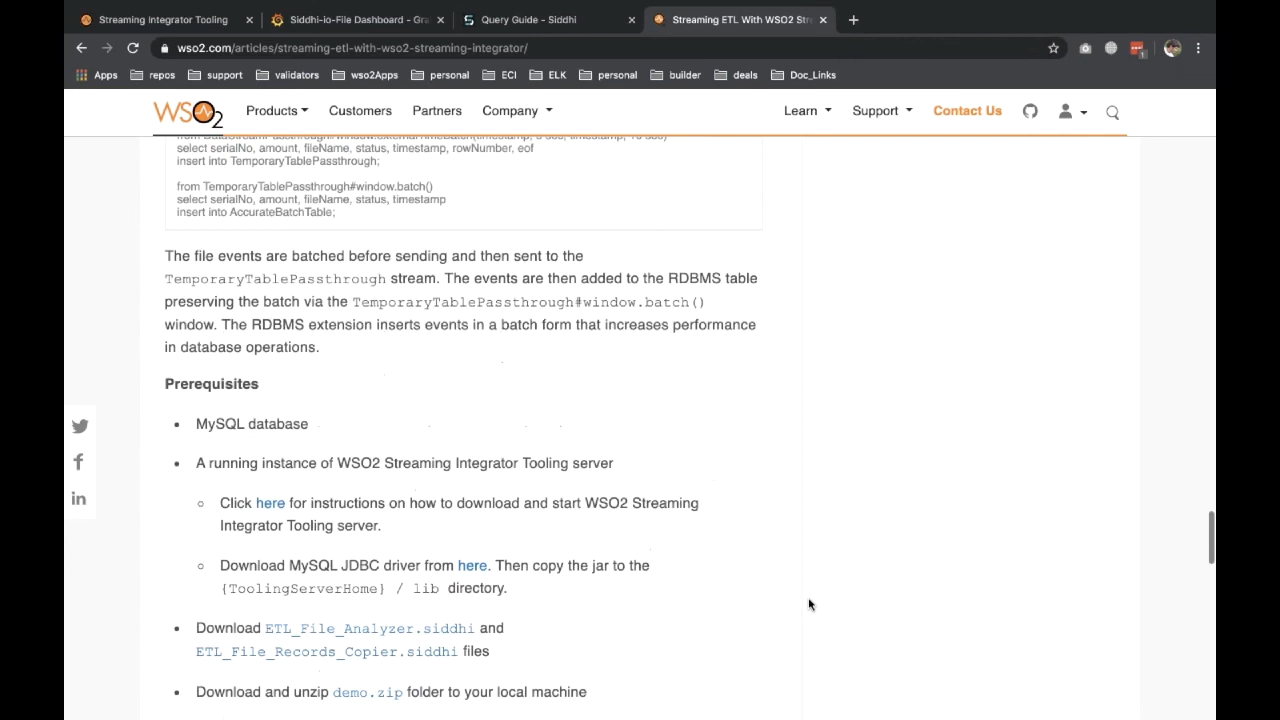 Streaming Integrator Tooling
Siddhi-io-File Dashboard - Gra
Query Guide - Siddhi
Streaming ETL With WSO2 Stre
wso2.com/articles/streaming-etl-with-wso2-streaming-integrator/
Apps repos support validators wso2Apps personal ECI ELK personal builder deals Doc_Links
WSO2 Products Customers Partners Company Learn Support Contact Us
select serialNo, amount, fileName, status, timestamp, rowNumber, eof
insert into TemporaryTablePassthrough;
from TemporaryTablePassthrough#window.batch()
select serialNo, amount, fileName, status, timestamp
insert into AccurateBatchTable;
The file events are batched before sending and then sent to the
TemporaryTablePassthrough stream. The events are then added to the RDBMS table
preserving the batch via the TemporaryTablePassthrough#window.batch()
window. The RDBMS extension inserts events in a batch form that increases performance
in database operations.
Prerequisites
• MySQL database
• A running instance of WSO2 Streaming Integrator Tooling server
○ Click here for instructions on how to download and start WSO2 Streaming
Integrator Tooling server.
○ Download MySQL JDBC driver from here. Then copy the jar to the
{ToolingServerHome} / lib directory.
• Download ETL_File_Analyzer.siddhi and
ETL_File_Records_Copier.siddhi files
• Download and unzip demo.zip folder to your local machine